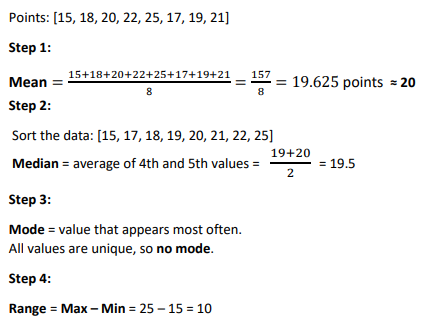 Points: [15, 18, 20, 22, 25, 17, 19, 21]
Step 1:
Mean = 15+18+20+22+25+17+19+21/8 = 157/8 = 19.625 points ≈ 20
Step 2:
Sort the data: [15, 17, 18, 19, 20, 21, 22, 25]
Median = average of 4th and 5th values = 19+20/2 = 19.5
Step 3:
Mode = value that appears most often.
All values are unique, so no mode.
Step 4:
Range = Max – Min = 25 – 15 = 10